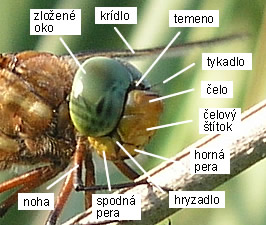 zložené
oko
krídlo
temeno
tykadlo
čelo
čelový
štítok
horná
pera
hryzadlo
spodná
pera
noha